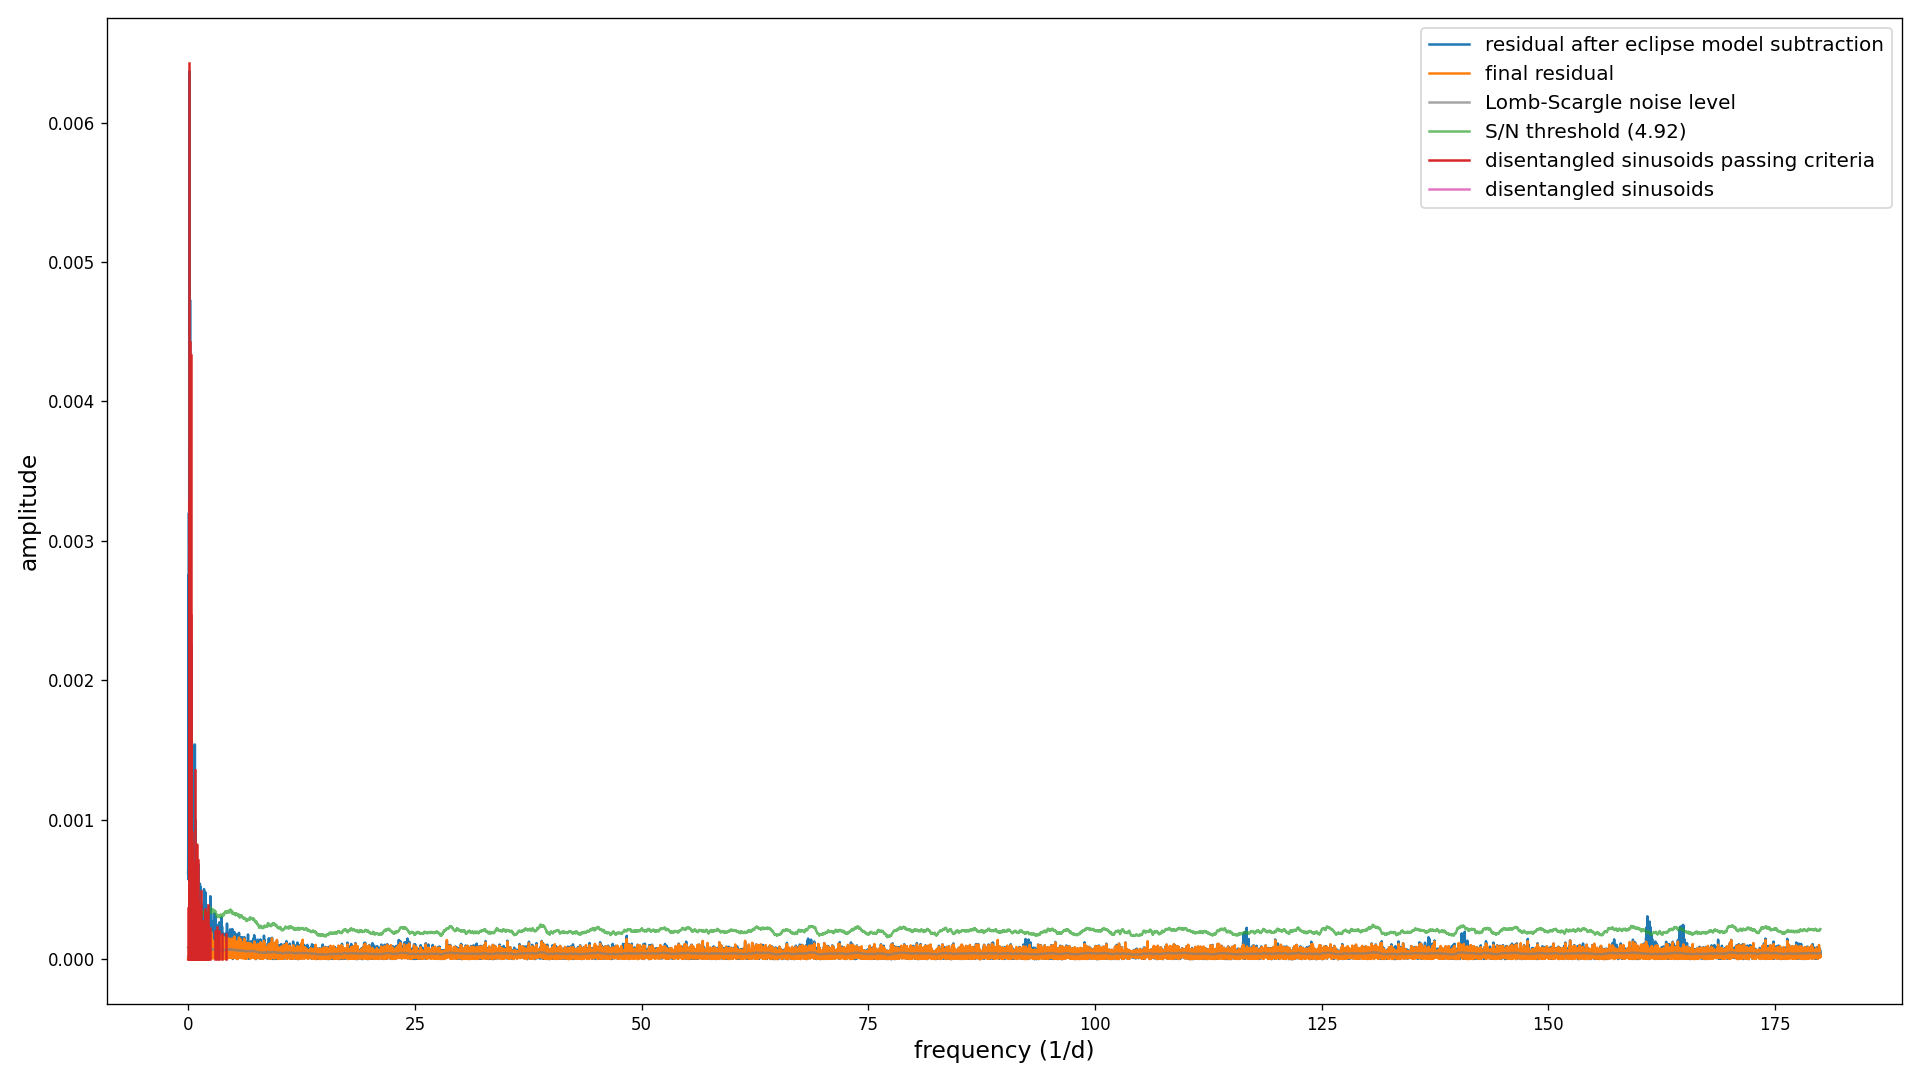 residual after eclipse model subtraction
final residual
Lomb-Scargle noise level
S/N threshold (4.92)
disentangled sinusoids passing criteria
disentangled sinusoids
0.006
0.005
0.004
0.003
0.002
0.001
0.000
amplitude
0 25 50 75 100 125 150 175
frequency (1/d)